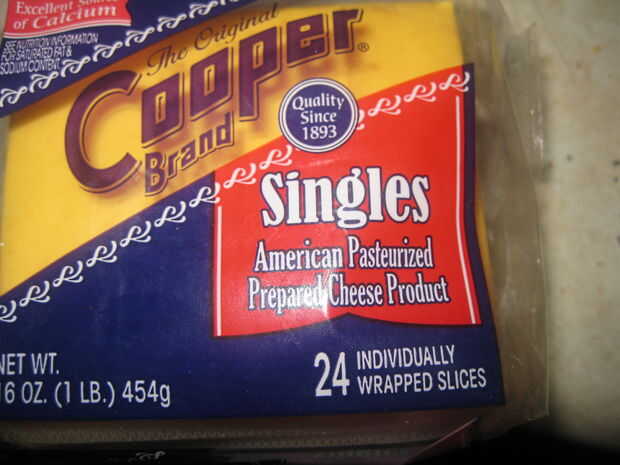 Excellent Source
of Calcium
SEE NUTRITION INFORMATION
FOR SATURATED FAT &
SODIUM CONTENT.
The Original
Cooper®
Brand
Quality
Since
1893
Singles
American Pasteurized
Prepared Cheese Product
NET WT.
16 OZ. (1 LB.) 454g
24 INDIVIDUALLY
WRAPPED SLICES